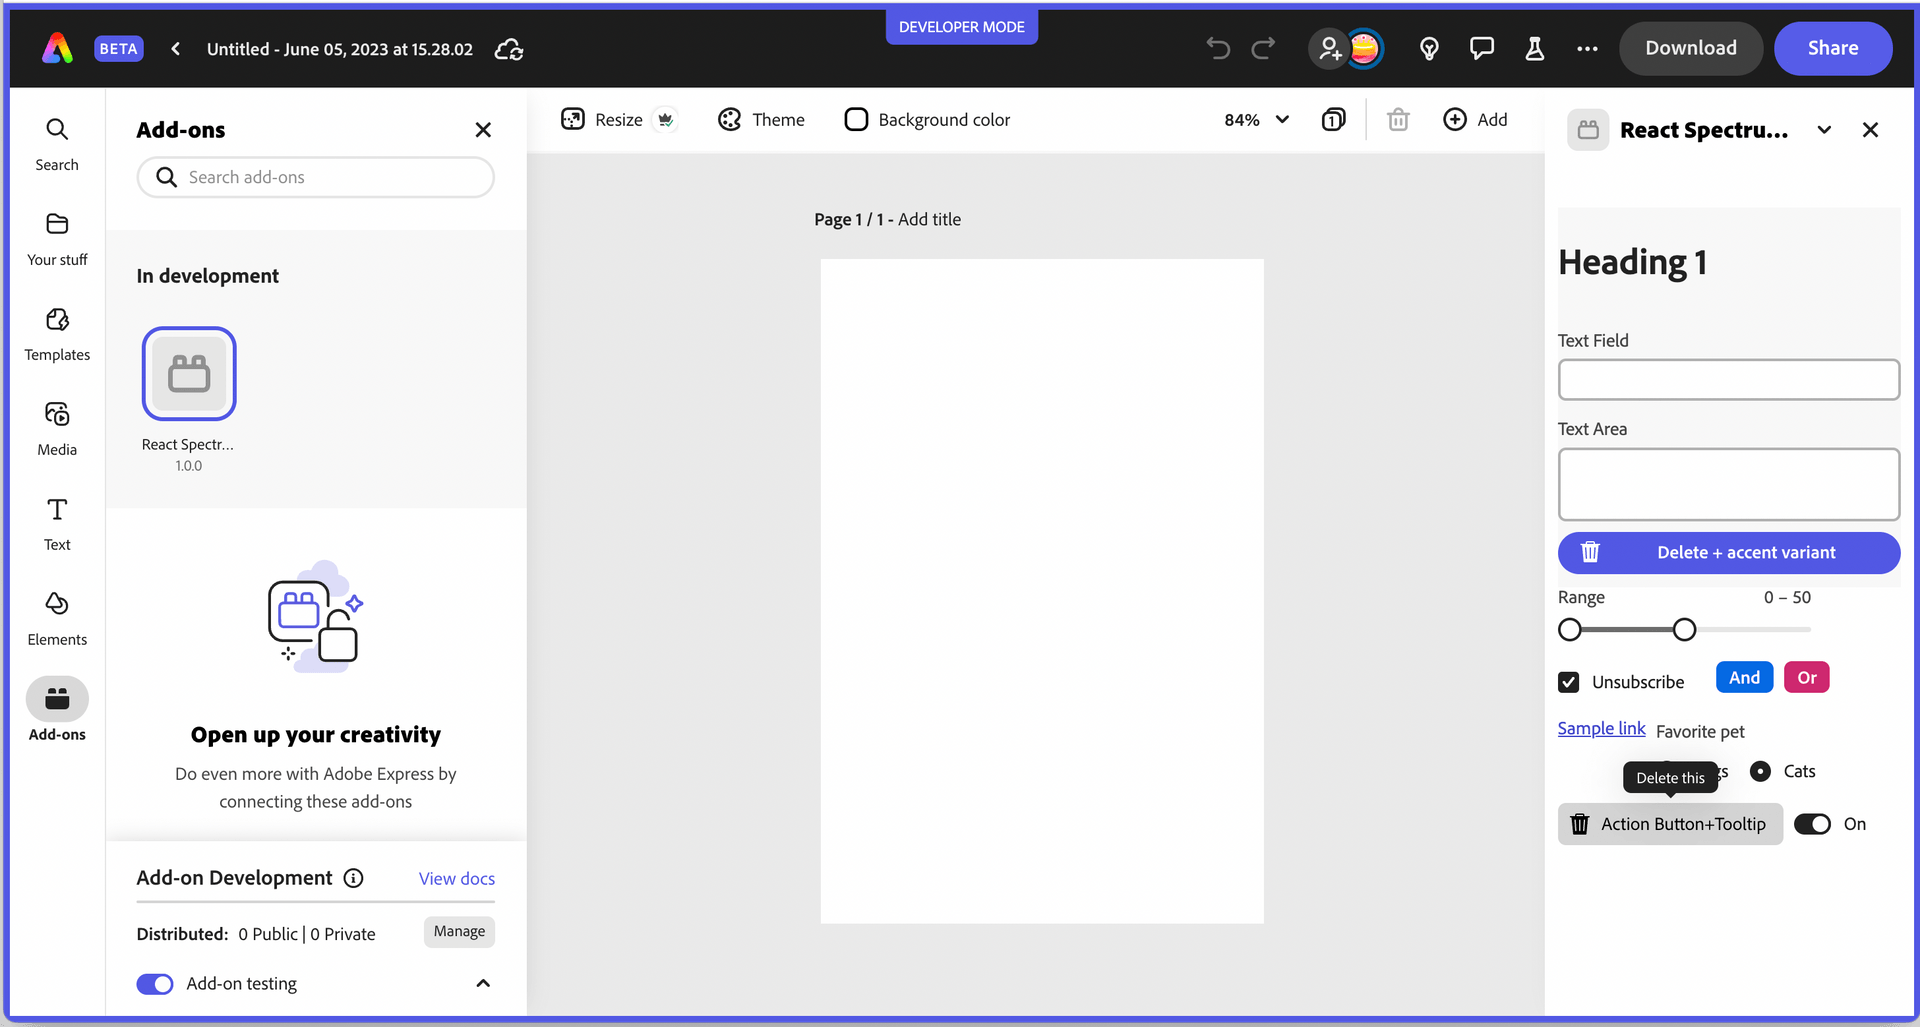 DEVELOPER MODE
BETA
Untitled - June 05, 2023 at 15.28.02
Download
Share
Search
Your stuff
Templates
Media
Text
Elements
Add-ons
Add-ons
Search add-ons
In development
React Spectr...
1.0.0
Open up your creativity
Do even more with Adobe Express by
connecting these add-ons
Add-on Development
View docs
Distributed: 0 Public | 0 Private
Manage
Add-on testing
Resize
Theme
Background color
84%
1
Add
Page 1 / 1 - Add title
React Spectru...
Heading 1
Text Field
Text Area
Delete + accent variant
Range
0 – 50
Unsubscribe
And
Or
Sample link
Favorite pet
Delete this
Cats
Action Button+Tooltip
On